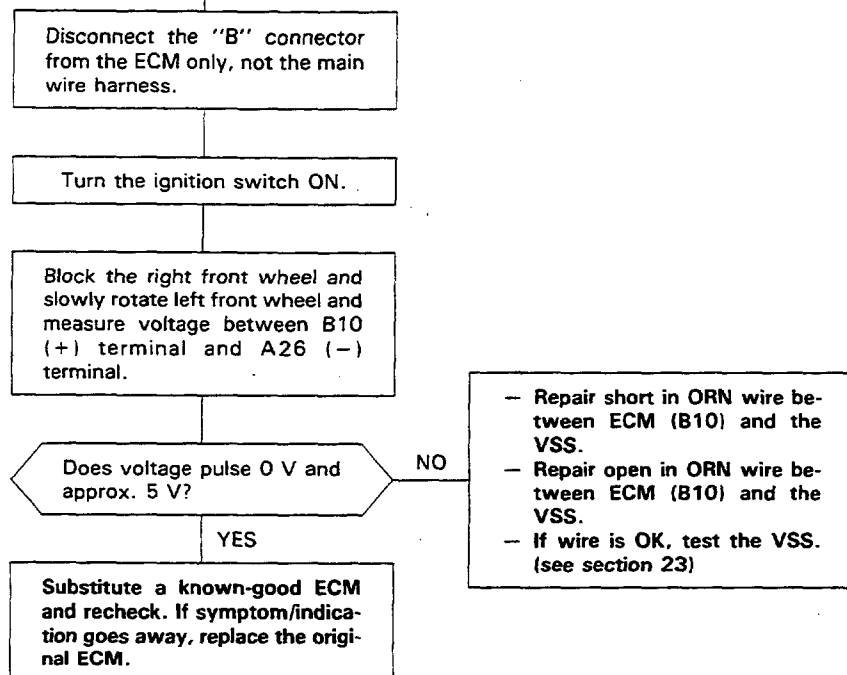 Disconnect the "B" connector
from the ECM only, not the main
wire harness.
Turn the ignition switch ON.
Block the right front wheel and
slowly rotate left front wheel and
measure voltage between B10
(+) terminal and A26 (−)
terminal.
Does voltage pulse 0 V and
approx. 5 V?
NO
— Repair short in ORN wire be-
tween ECM (B10) and the
VSS.
— Repair open in ORN wire be-
tween ECM (B10) and the
VSS.
— If wire is OK, test the VSS.
(see section 23)
YES
Substitute a known-good ECM
and recheck. If symptom/indica-
tion goes away, replace the origi-
nal ECM.